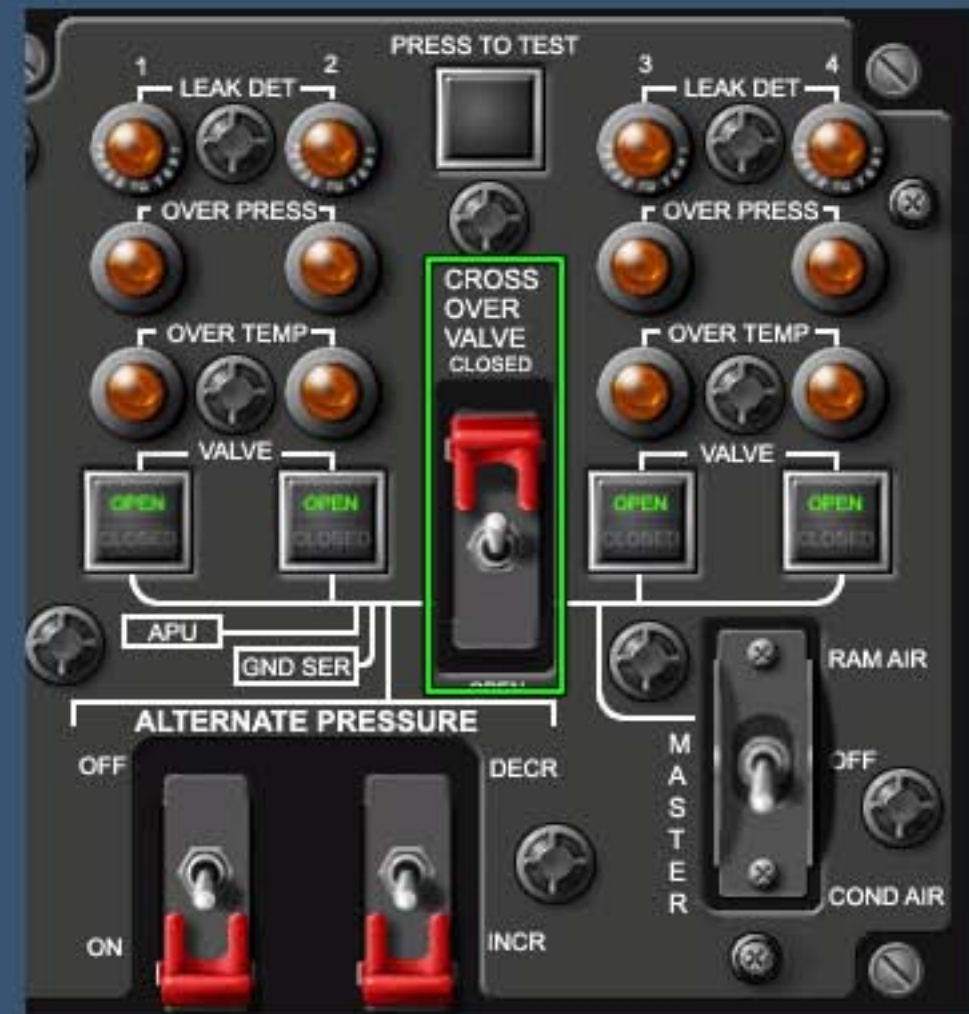 PRESS TO TEST
1 2
LEAK DET
3 4
LEAK DET
OVER PRESS
OVER PRESS
CROSS
OVER
VALVE
CLOSED
OVER TEMP
OVER TEMP
VALVE
VALVE
OPEN
CLOSED
OPEN
CLOSED
OPEN
CLOSED
OPEN
CLOSED
APU
GND SER
OPEN
RAM AIR
ALTERNATE PRESSURE
OFF
DECR
MASTER
OFF
ON
INCR
COND AIR